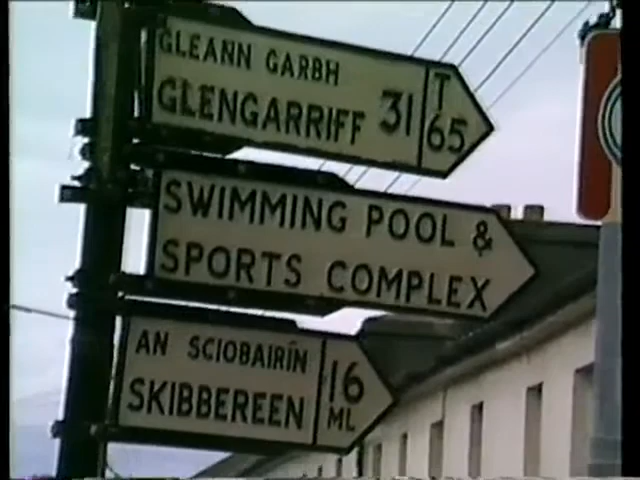 GLEANN GARBH
GLENGARRIFF 31 T 65
SWIMMING POOL &
SPORTS COMPLEX
AN SCIOBAIRÍN
SKIBBEREEN 16 ML